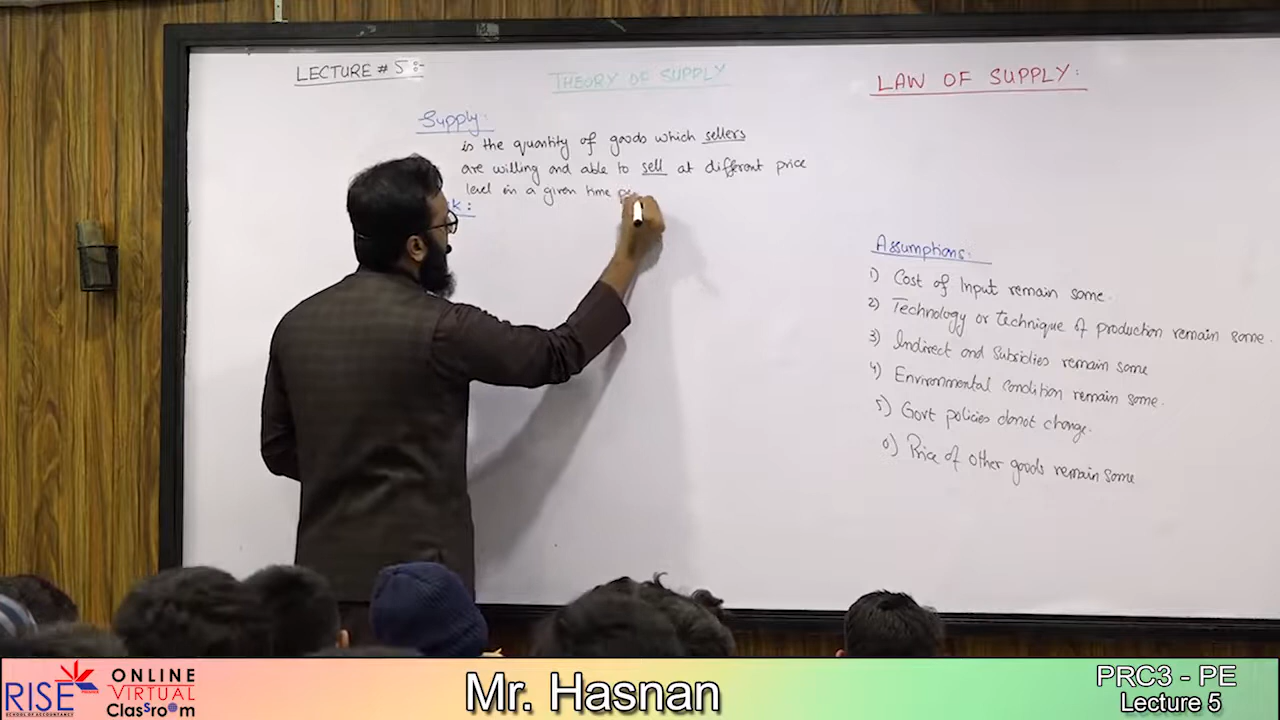 LECTURE # 5 :-
THEORY OF SUPPLY
LAW OF SUPPLY:
Supply:
is the quantity of goods which sellers
are willing and able to sell at different price
level in a given time
k :
Assumptions:
1) Cost of Input remain same.
2) Technology or technique of production remain same.
3) Indirect and Subsidies remain same
4) Environmental Condition remain same.
5) Govt policies donot change.
6) Price of other goods remain same
RISE
SCHOOL OF ACCOUNTANCY
ONLINE
VIRTUAL
ClaSsroom
Mr. Hasnan
PRC3 - PE
Lecture 5